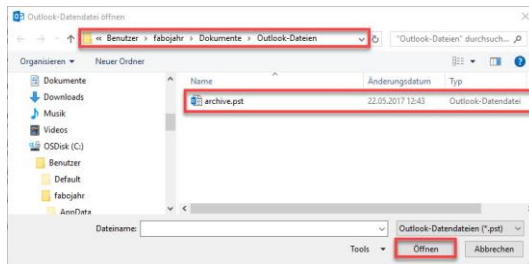 Outlook-Datendatei öffnen
« Benutzer › fabojahr › Dokumente › Outlook-Dateien
"Outlook-Dateien" durchsuch...
Organisieren Neuer Ordner
Dokumente
Downloads
Musik
Videos
OSDisk (C:)
Benutzer
Default
fabojahr
AppData
Name Änderungsdatum Typ
archive.pst 22.05.2017 12:43 Outlook-Datendatei
Dateiname: Outlook-Datendateien (*.pst)
Tools Öffnen Abbrechen